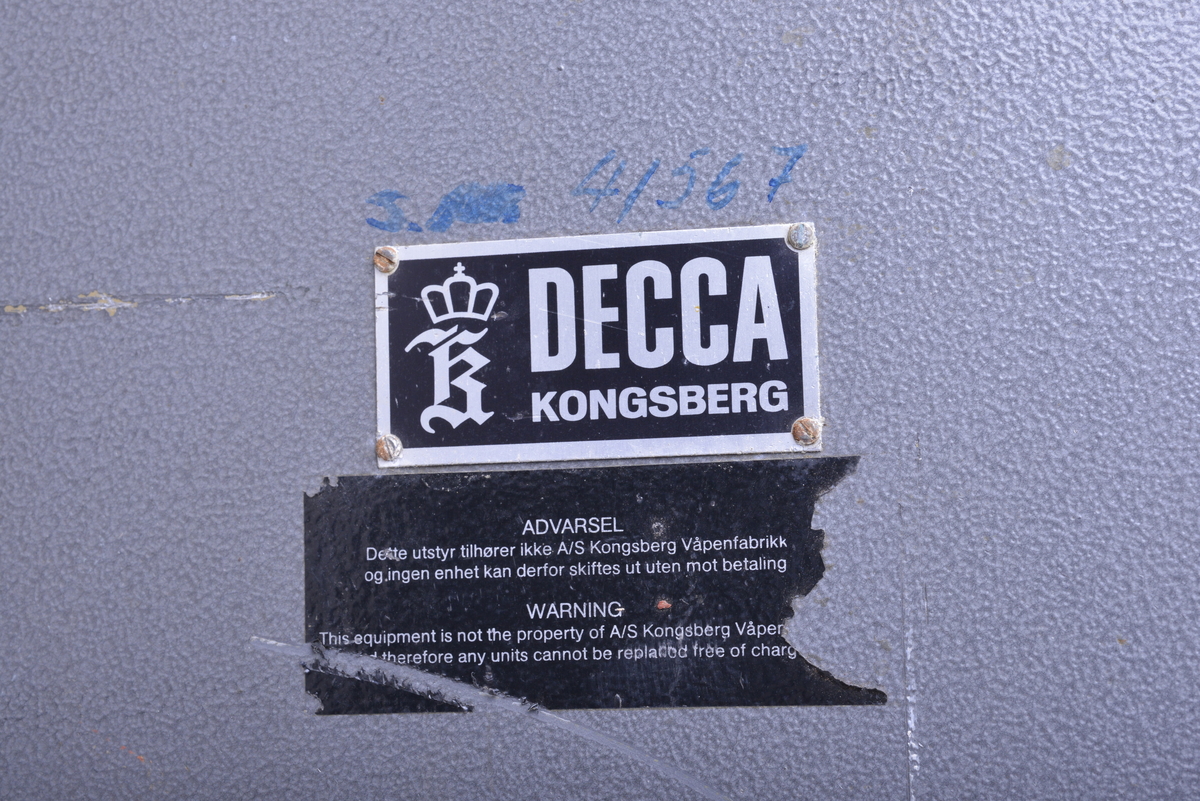 41567
K DECCA
KONGSBERG
ADVARSEL
Dette utstyr tilhører ikke A/S Kongsberg Våpenfabrikk
og ingen enhet kan derfor skiftes ut uten mot betaling
WARNING
This equipment is not the property of A/S Kongsberg Våpen
therefore any units cannot be replaced free of charg